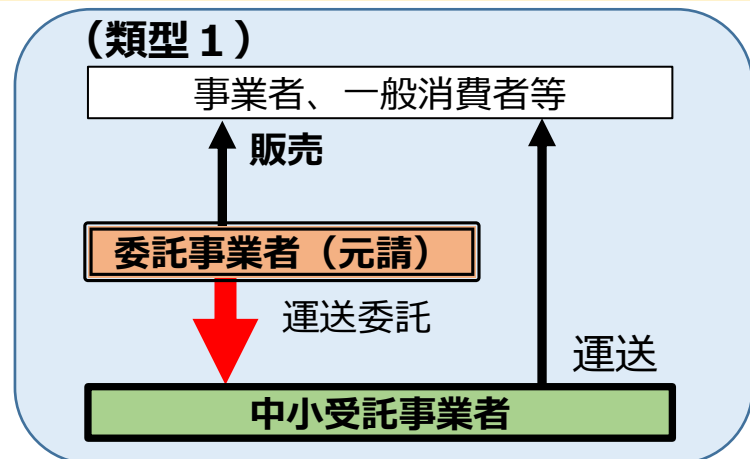 （類型１）
事業者、一般消費者等
販売
委託事業者（元請）
運送委託
運送
中小受託事業者